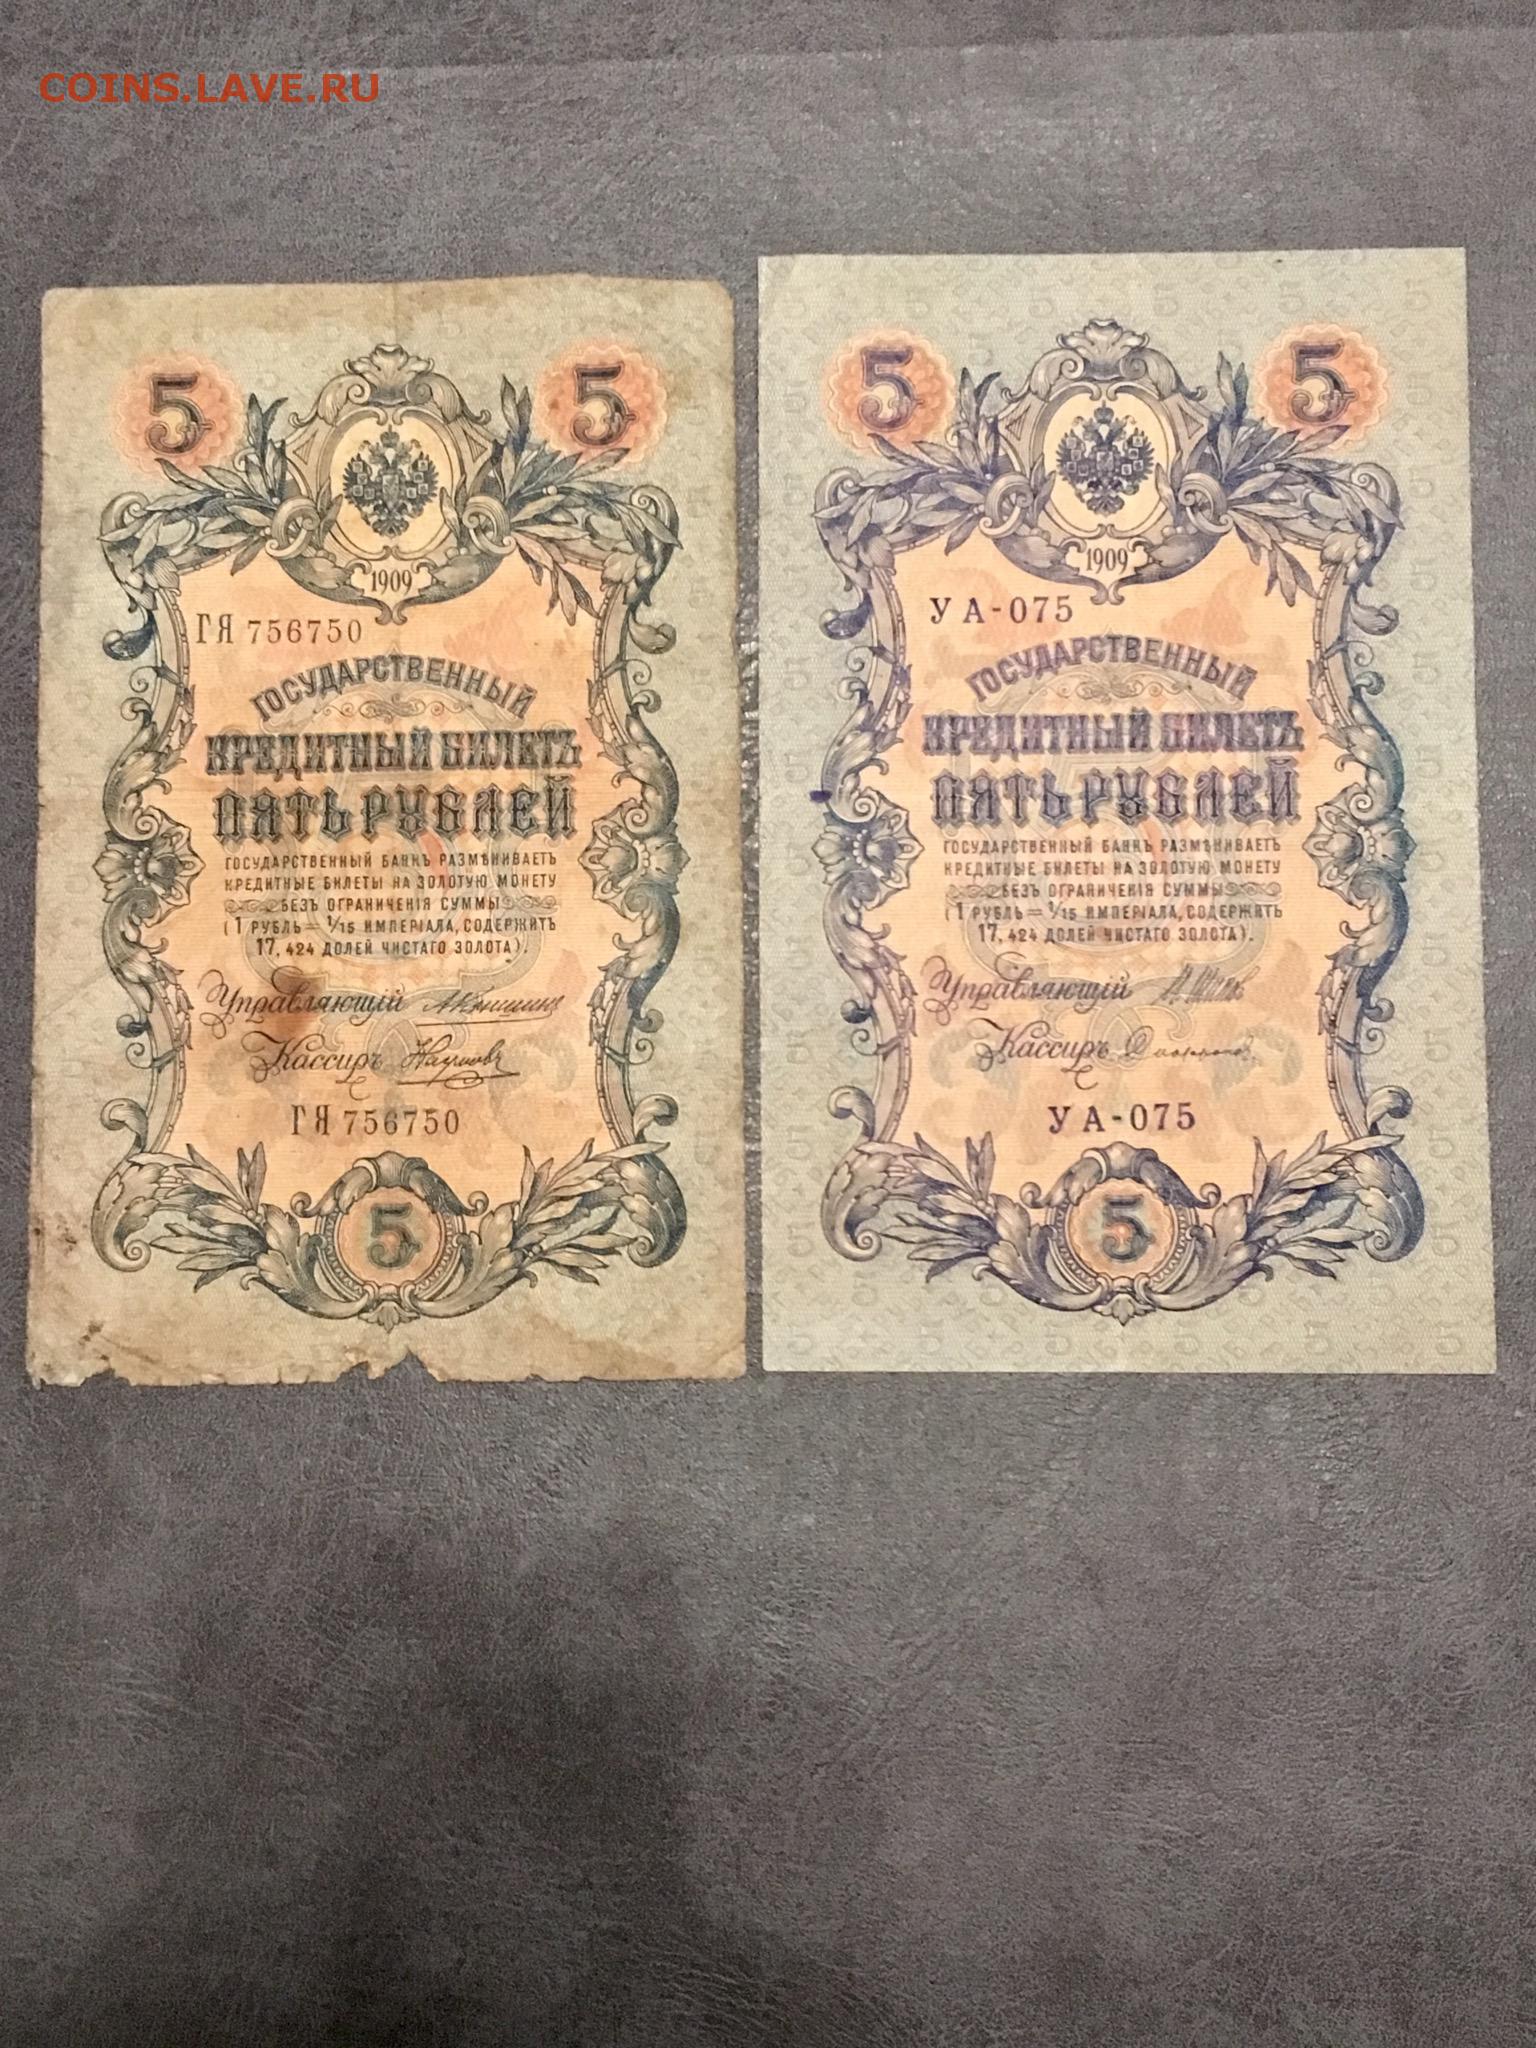 COINS.LAVE.RU
5 5
1909
ГЯ 756750
ГОСУДАРСТВЕННЫЙ
КРЕДИТНЫЙ БИЛЕТЪ
ПЯТЬ РУБЛЕЙ
ГОСУДАРСТВЕННЫЙ БАНКЪ РАЗМѢНИВАЕТЪ
КРЕДИТНЫЕ БИЛЕТЫ НА ЗОЛОТУЮ МОНЕТУ
БЕЗЪ ОГРАНИЧЕНІЯ СУММЫ
(1 РУБЛЬ = 1/15 ИМПЕРІАЛА, СОДЕРЖИТЪ
17,424 ДОЛЕЙ ЧИСТАГО ЗОЛОТА).
Управляющій
Кассиръ Наумовъ
ГЯ 756750
5
5 5
1909
УА-075
ГОСУДАРСТВЕННЫЙ
КРЕДИТНЫЙ БИЛЕТЪ
ПЯТЬ РУБЛЕЙ
ГОСУДАРСТВЕННЫЙ БАНКЪ РАЗМѢНИВАЕТЪ
КРЕДИТНЫЕ БИЛЕТЫ НА ЗОЛОТУЮ МОНЕТУ
БЕЗЪ ОГРАНИЧЕНІЯ СУММЫ
(1 РУБЛЬ = 1/15 ИМПЕРІАЛА, СОДЕРЖИТЪ
17,424 ДОЛЕЙ ЧИСТАГО ЗОЛОТА).
Управляющій
Кассиръ
УА-075
5